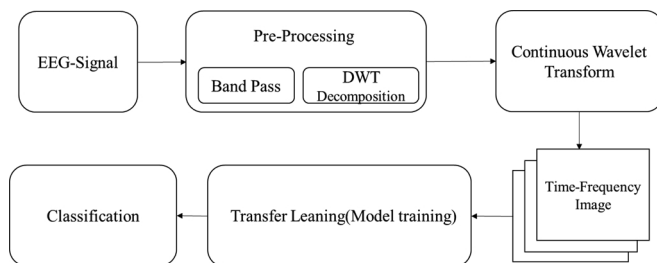 EEG-Signal
Pre-Processing
Band Pass
DWT
Decomposition
Continuous Wavelet
Transform
Time-Frequency
Image
Transfer Leaning(Model training)
Classification